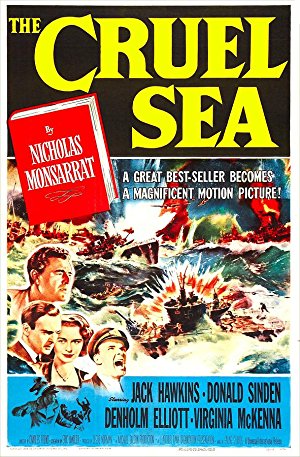 THE
CRUEL
SEA
By
NICHOLAS
MONSARRAT
A GREAT BEST-SELLER BECOMES
A MAGNIFICENT MOTION PICTURE!
Starring
JACK HAWKINS · DONALD SINDEN
DENHOLM ELLIOTT · VIRGINIA McKENNA